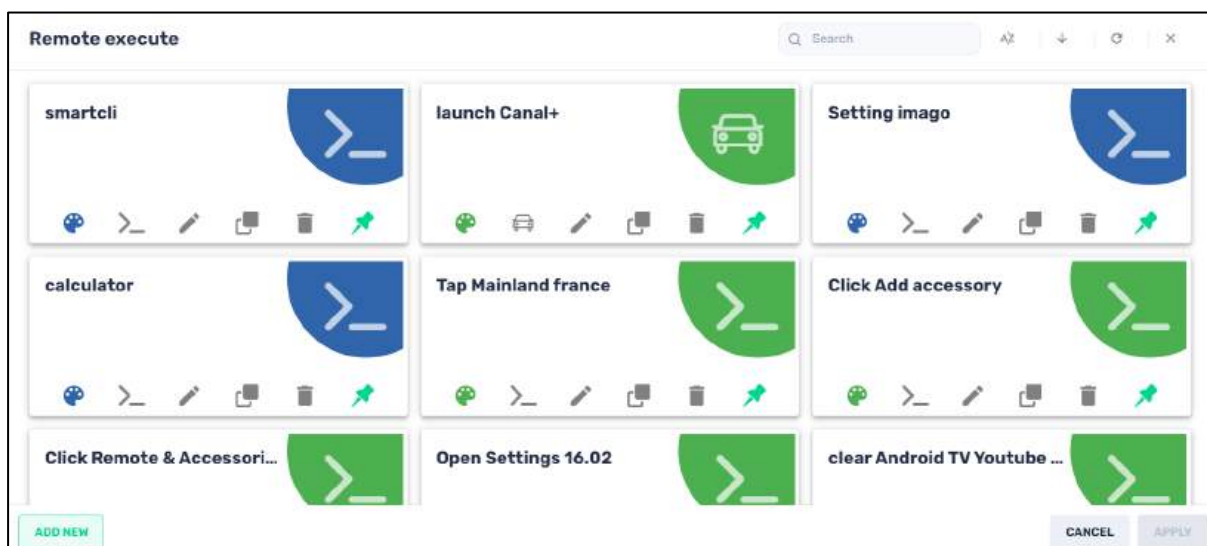 Remote execute
Search
smartcli
launch Canal+
Setting imago
calculator
Tap Mainland france
Click Add accessory
Click Remote & Accessori...
Open Settings 16.02
clear Android TV Youtube ...
ADD NEW
CANCEL
APPLY